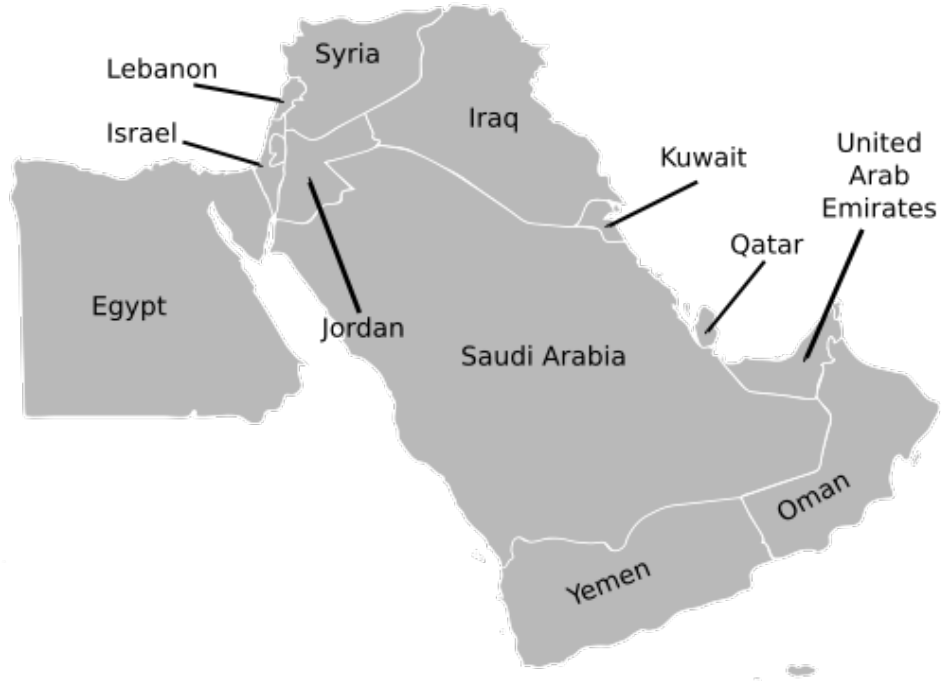 Syria
Lebanon
Iraq
Israel
United
Arab
Emirates
Kuwait
Qatar
Egypt
Jordan
Saudi Arabia
Oman
Yemen